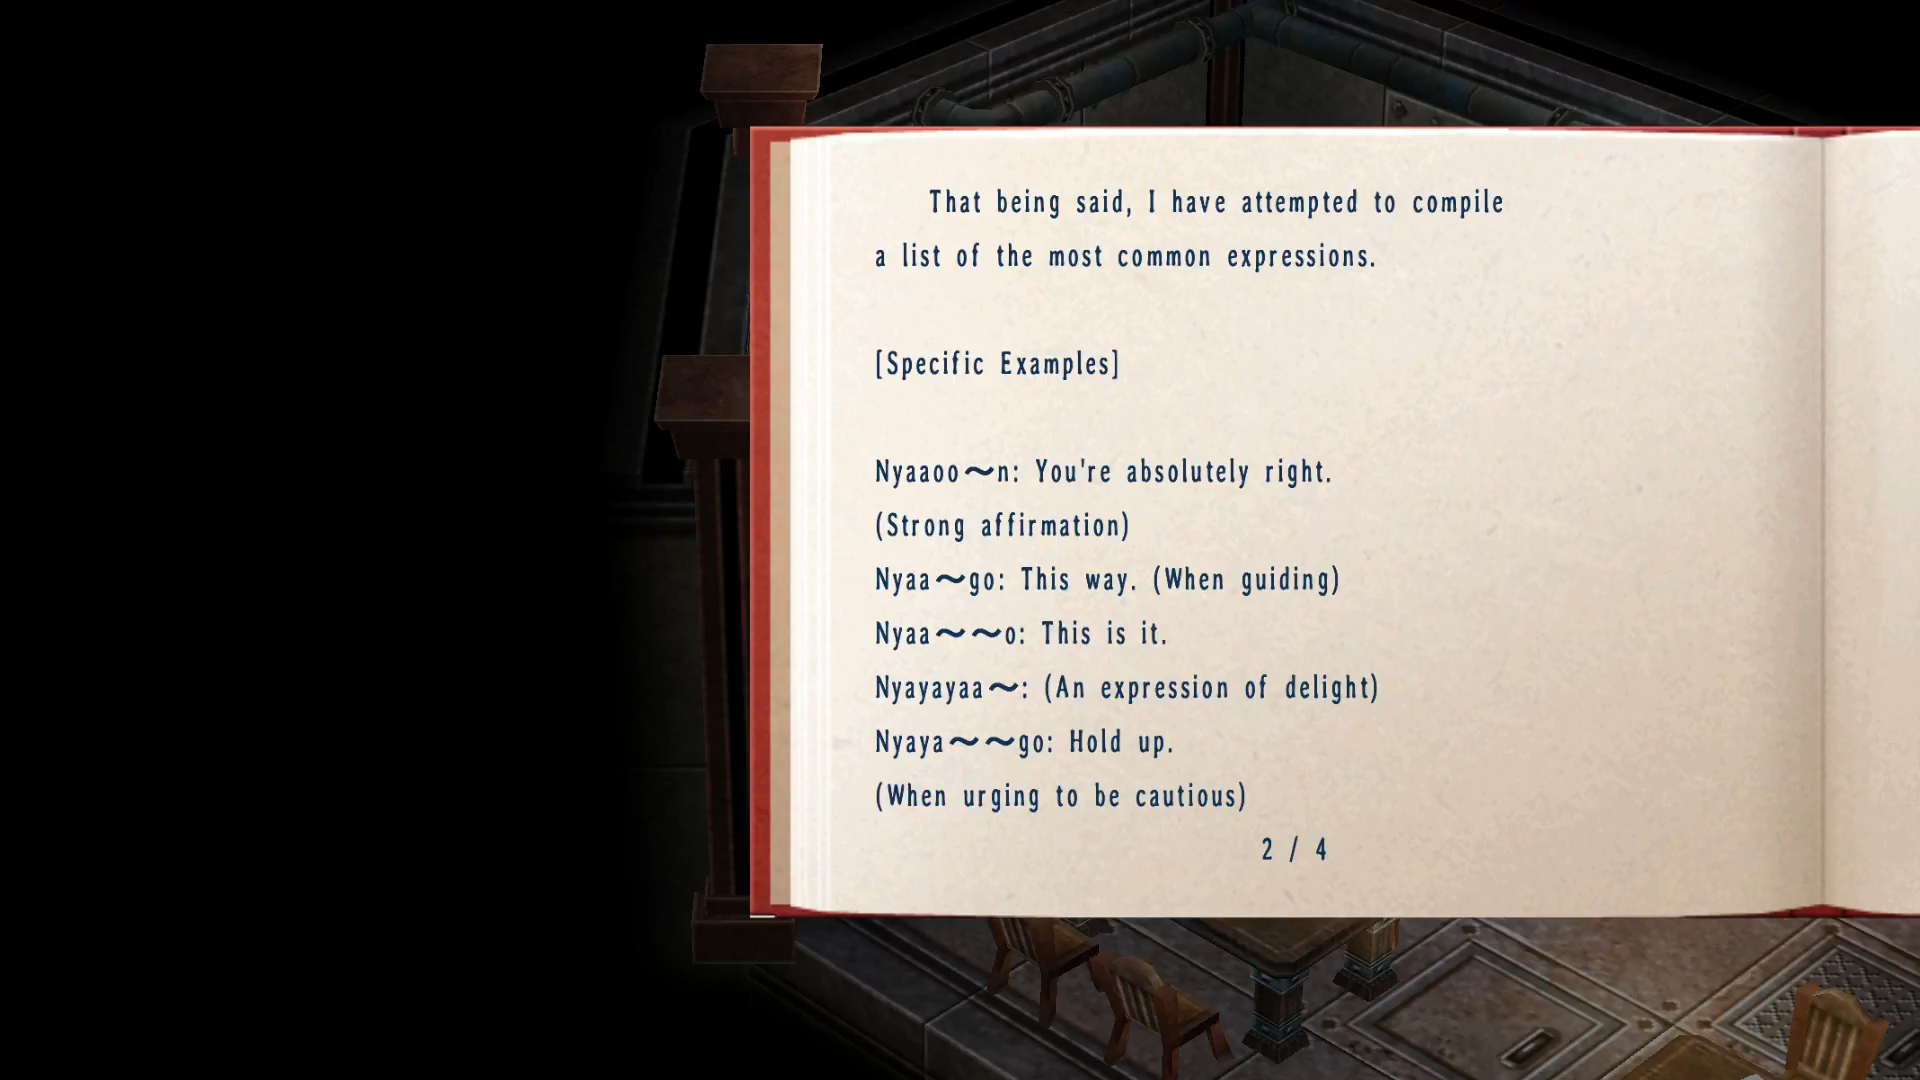 That being said, I have attempted to compile
a list of the most common expressions.
[Specific Examples]
Nyaaoo～n: You're absolutely right.
(Strong affirmation)
Nyaa～go: This way. (When guiding)
Nyaa～～o: This is it.
Nyayayaa～: (An expression of delight)
Nyaya～～go: Hold up.
(When urging to be cautious)
2 / 4